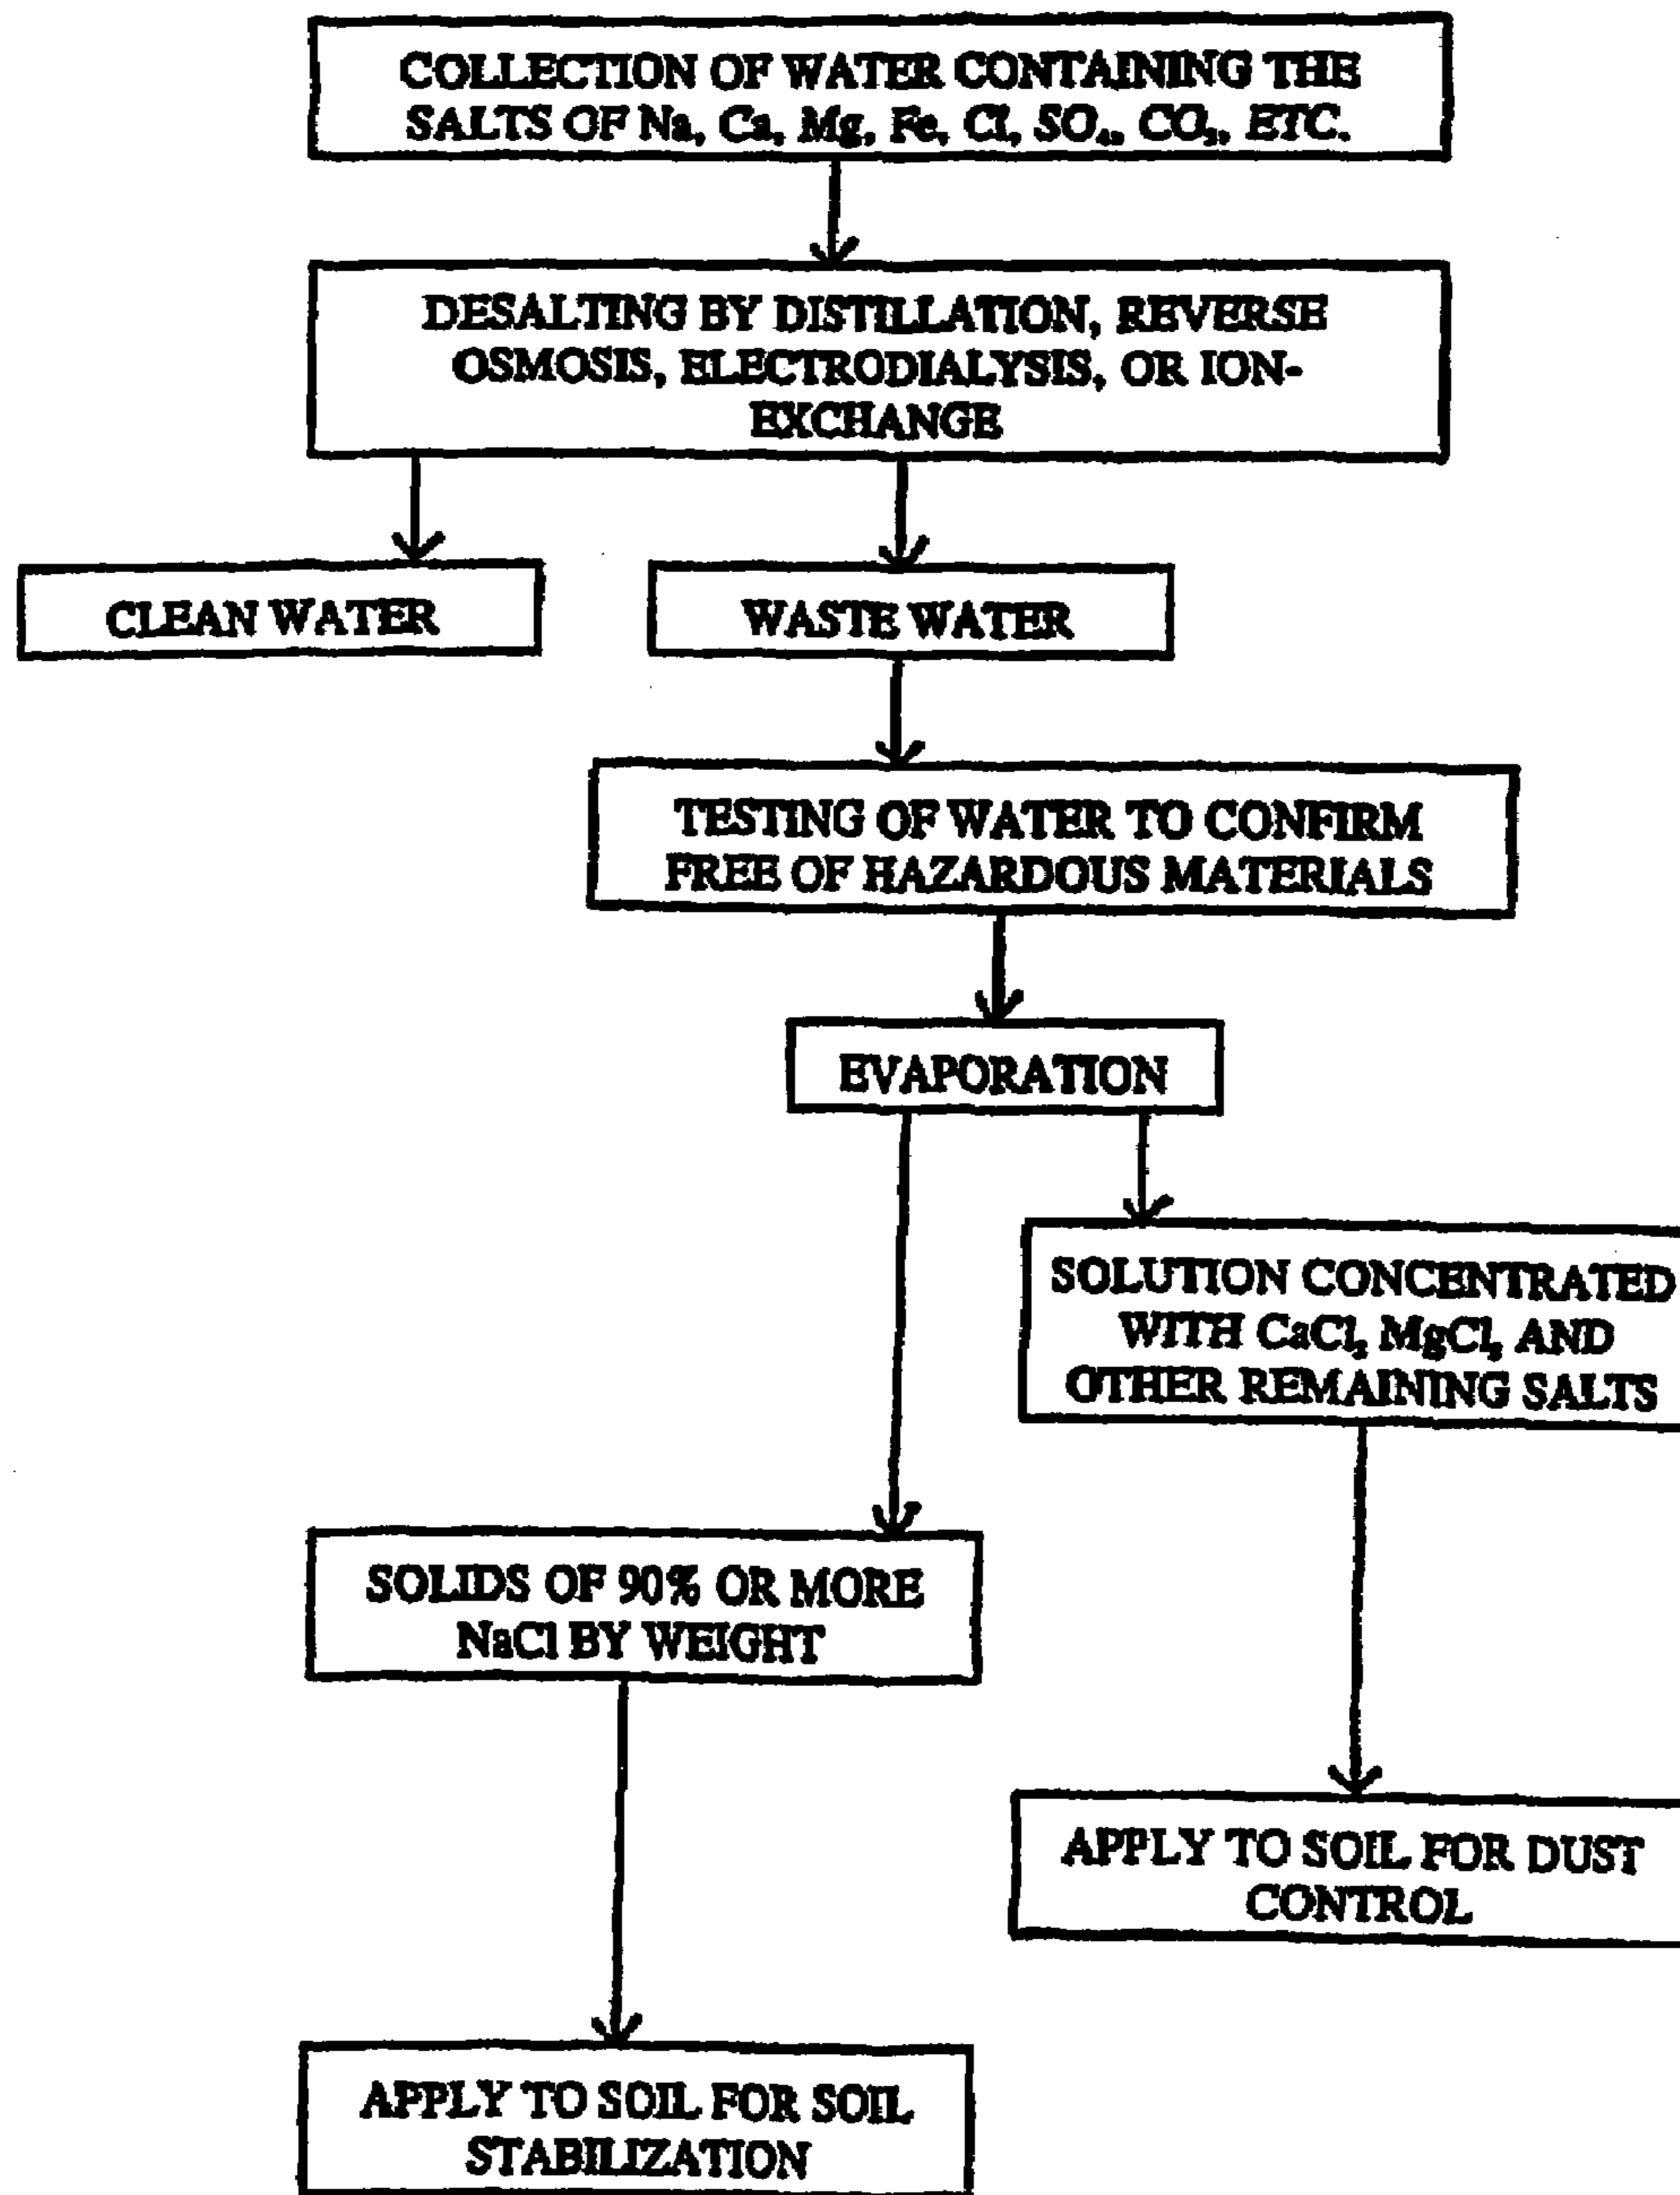 COLLECTION OF WATER CONTAINING THE
SALTS OF Na, Ca, Mg, Fe, Cl, SO₄, CO₃, ETC.
DESALTING BY DISTILLATION, REVERSE
OSMOSIS, ELECTRODIALYSIS, OR ION-
EXCHANGE
CLEAN WATER
WASTE WATER
TESTING OF WATER TO CONFIRM
FREE OF HAZARDOUS MATERIALS
EVAPORATION
SOLUTION CONCENTRATED
WITH CaCl₂ MgCl₂ AND
OTHER REMAINING SALTS
SOLIDS OF 90% OR MORE
NaCl BY WEIGHT
APPLY TO SOIL FOR DUST
CONTROL
APPLY TO SOIL FOR SOIL
STABILIZATION